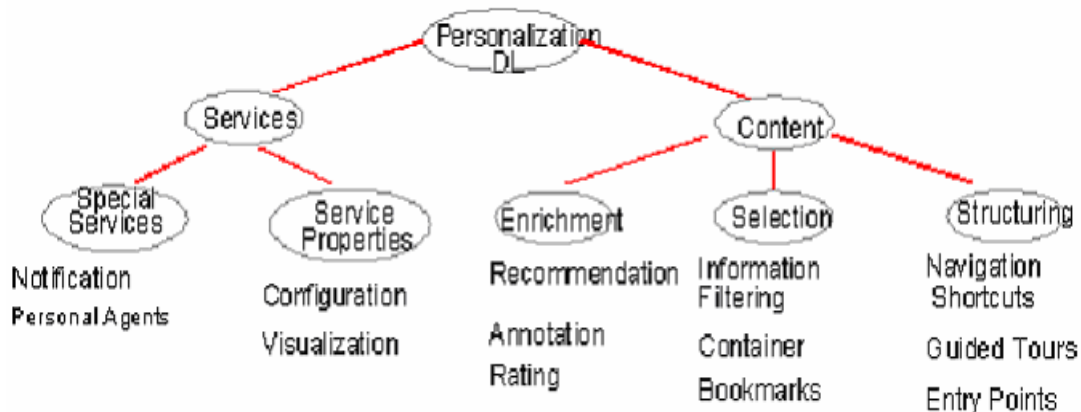 Personalization
DL
Services
Content
Special
Services
Service
Properties
Enrichment
Selection
Structuring
Notification
Personal Agents
Configuration
Visualization
Recommendation
Annotation
Rating
Information
Filtering
Container
Bookmarks
Navigation
Shortcuts
Guided Tours
Entry Points